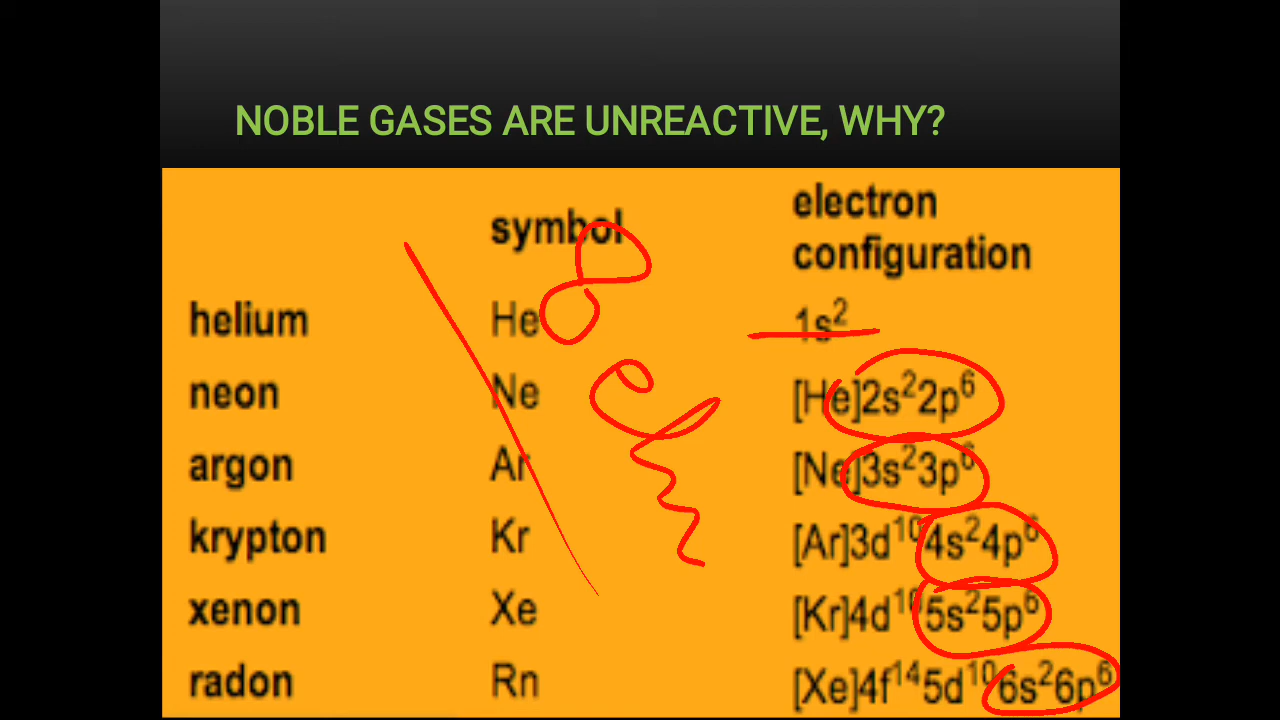 NOBLE GASES ARE UNREACTIVE, WHY?
symbol electron configuration
helium He 1s²
neon Ne [He]2s²2p⁶
argon Ar [Ne]3s²3p⁶
krypton Kr [Ar]3d¹⁰4s²4p⁶
xenon Xe [Kr]4d¹⁰5s²5p⁶
radon Rn [Xe]4f¹⁴5d¹⁰6s²6p⁶